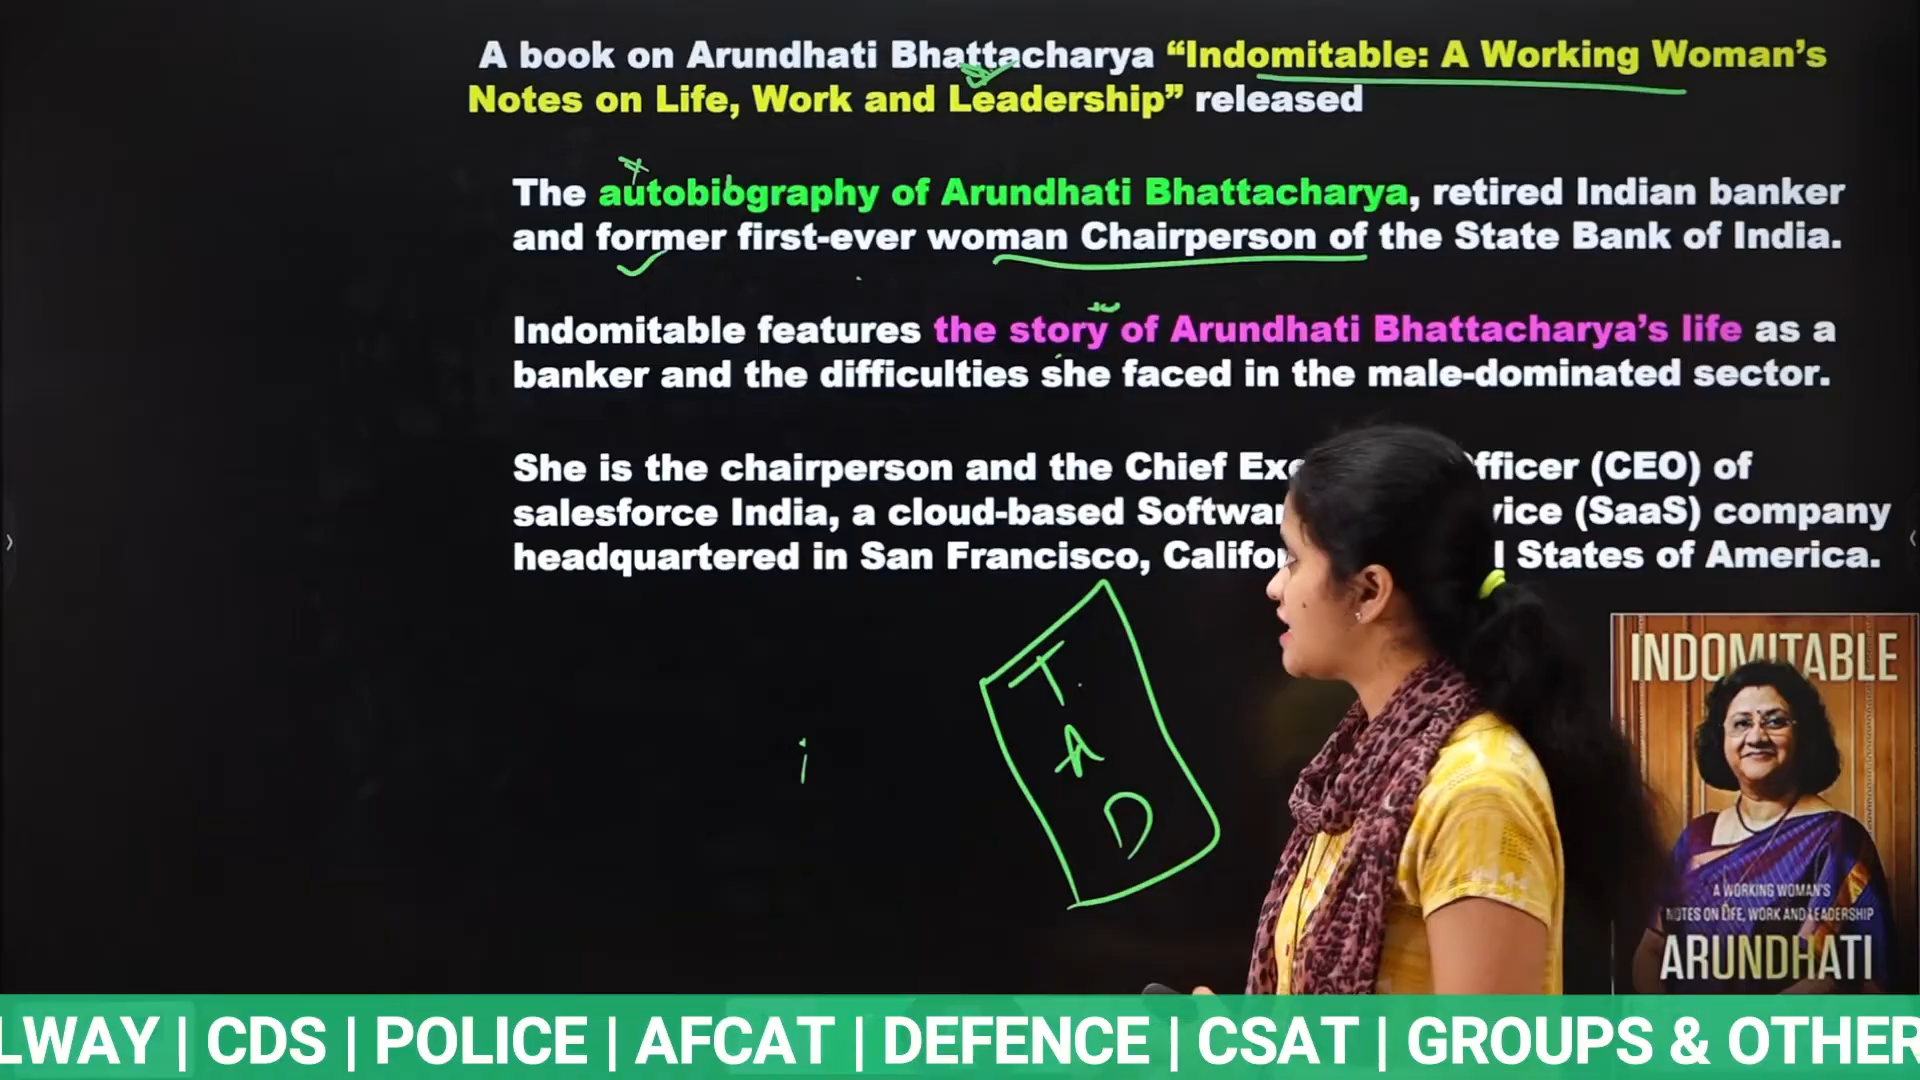 A book on Arundhati Bhattacharya “Indomitable: A Working Woman’s
Notes on Life, Work and Leadership” released
The autobiography of Arundhati Bhattacharya, retired Indian banker
and former first-ever woman Chairperson of the State Bank of India.
Indomitable features the story of Arundhati Bhattacharya’s life as a
banker and the difficulties she faced in the male-dominated sector.
She is the chairperson and the Chief Exe fficer (CEO) of
salesforce India, a cloud-based Softwar vice (SaaS) company
headquartered in San Francisco, Califor States of America.
T
A
D
i
INDOMITABLE
A WORKING WOMAN’S
NOTES ON LIFE, WORK AND LEADERSHIP
ARUNDHATI
LWAY | CDS | POLICE | AFCAT | DEFENCE | CSAT | GROUPS & OTHER